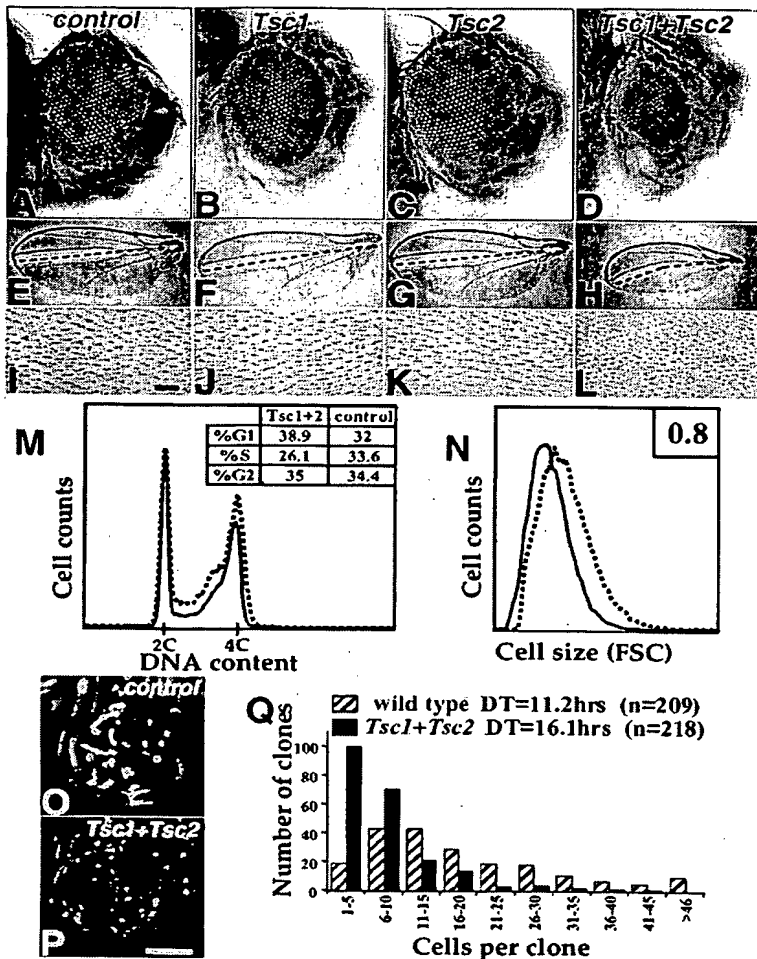 control Tsc1 Tsc2 Tsc1+Tsc2
A B C D
E F G H
I J K L
M
Tsc1+2 control
%G1 38.9 32
%S 26.1 33.6
%G2 35 34.4
Cell counts
2C 4C
DNA content
N
0.8
Cell counts
Cell size (FSC)
control
O
Tsc1+Tsc2
P
Q
wild type DT=11.2hrs (n=209)
Tsc1+Tsc2 DT=16.1hrs (n=218)
Number of clones
100
80
60
40
20
0
1-5 6-10 11-15 16-20 21-25 26-30 31-35 36-40 41-45 >46
Cells per clone